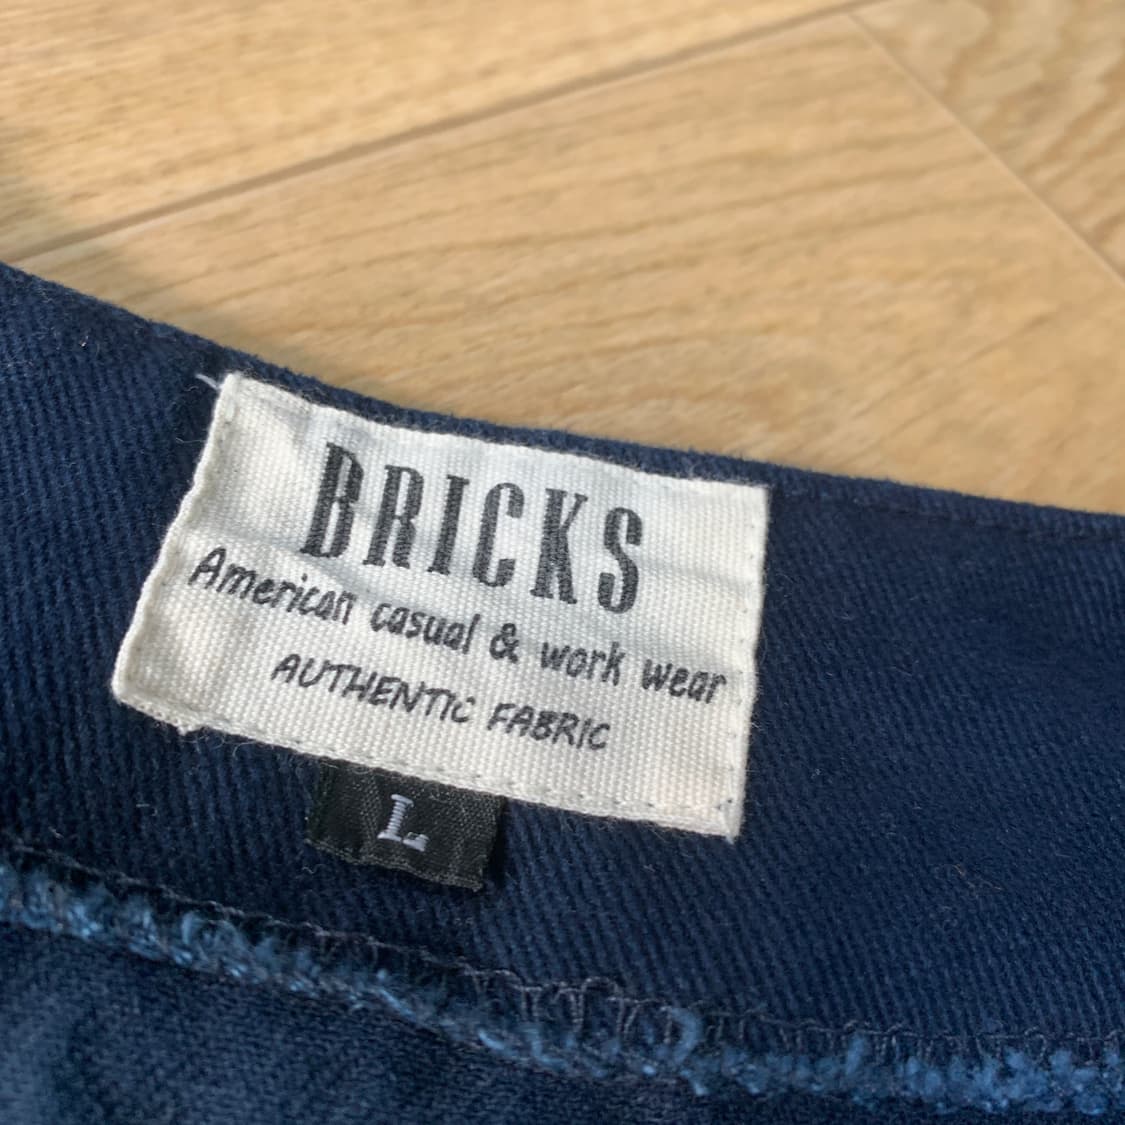 BRICKS
American casual & work wear
AUTHENTIC FABRIC
L